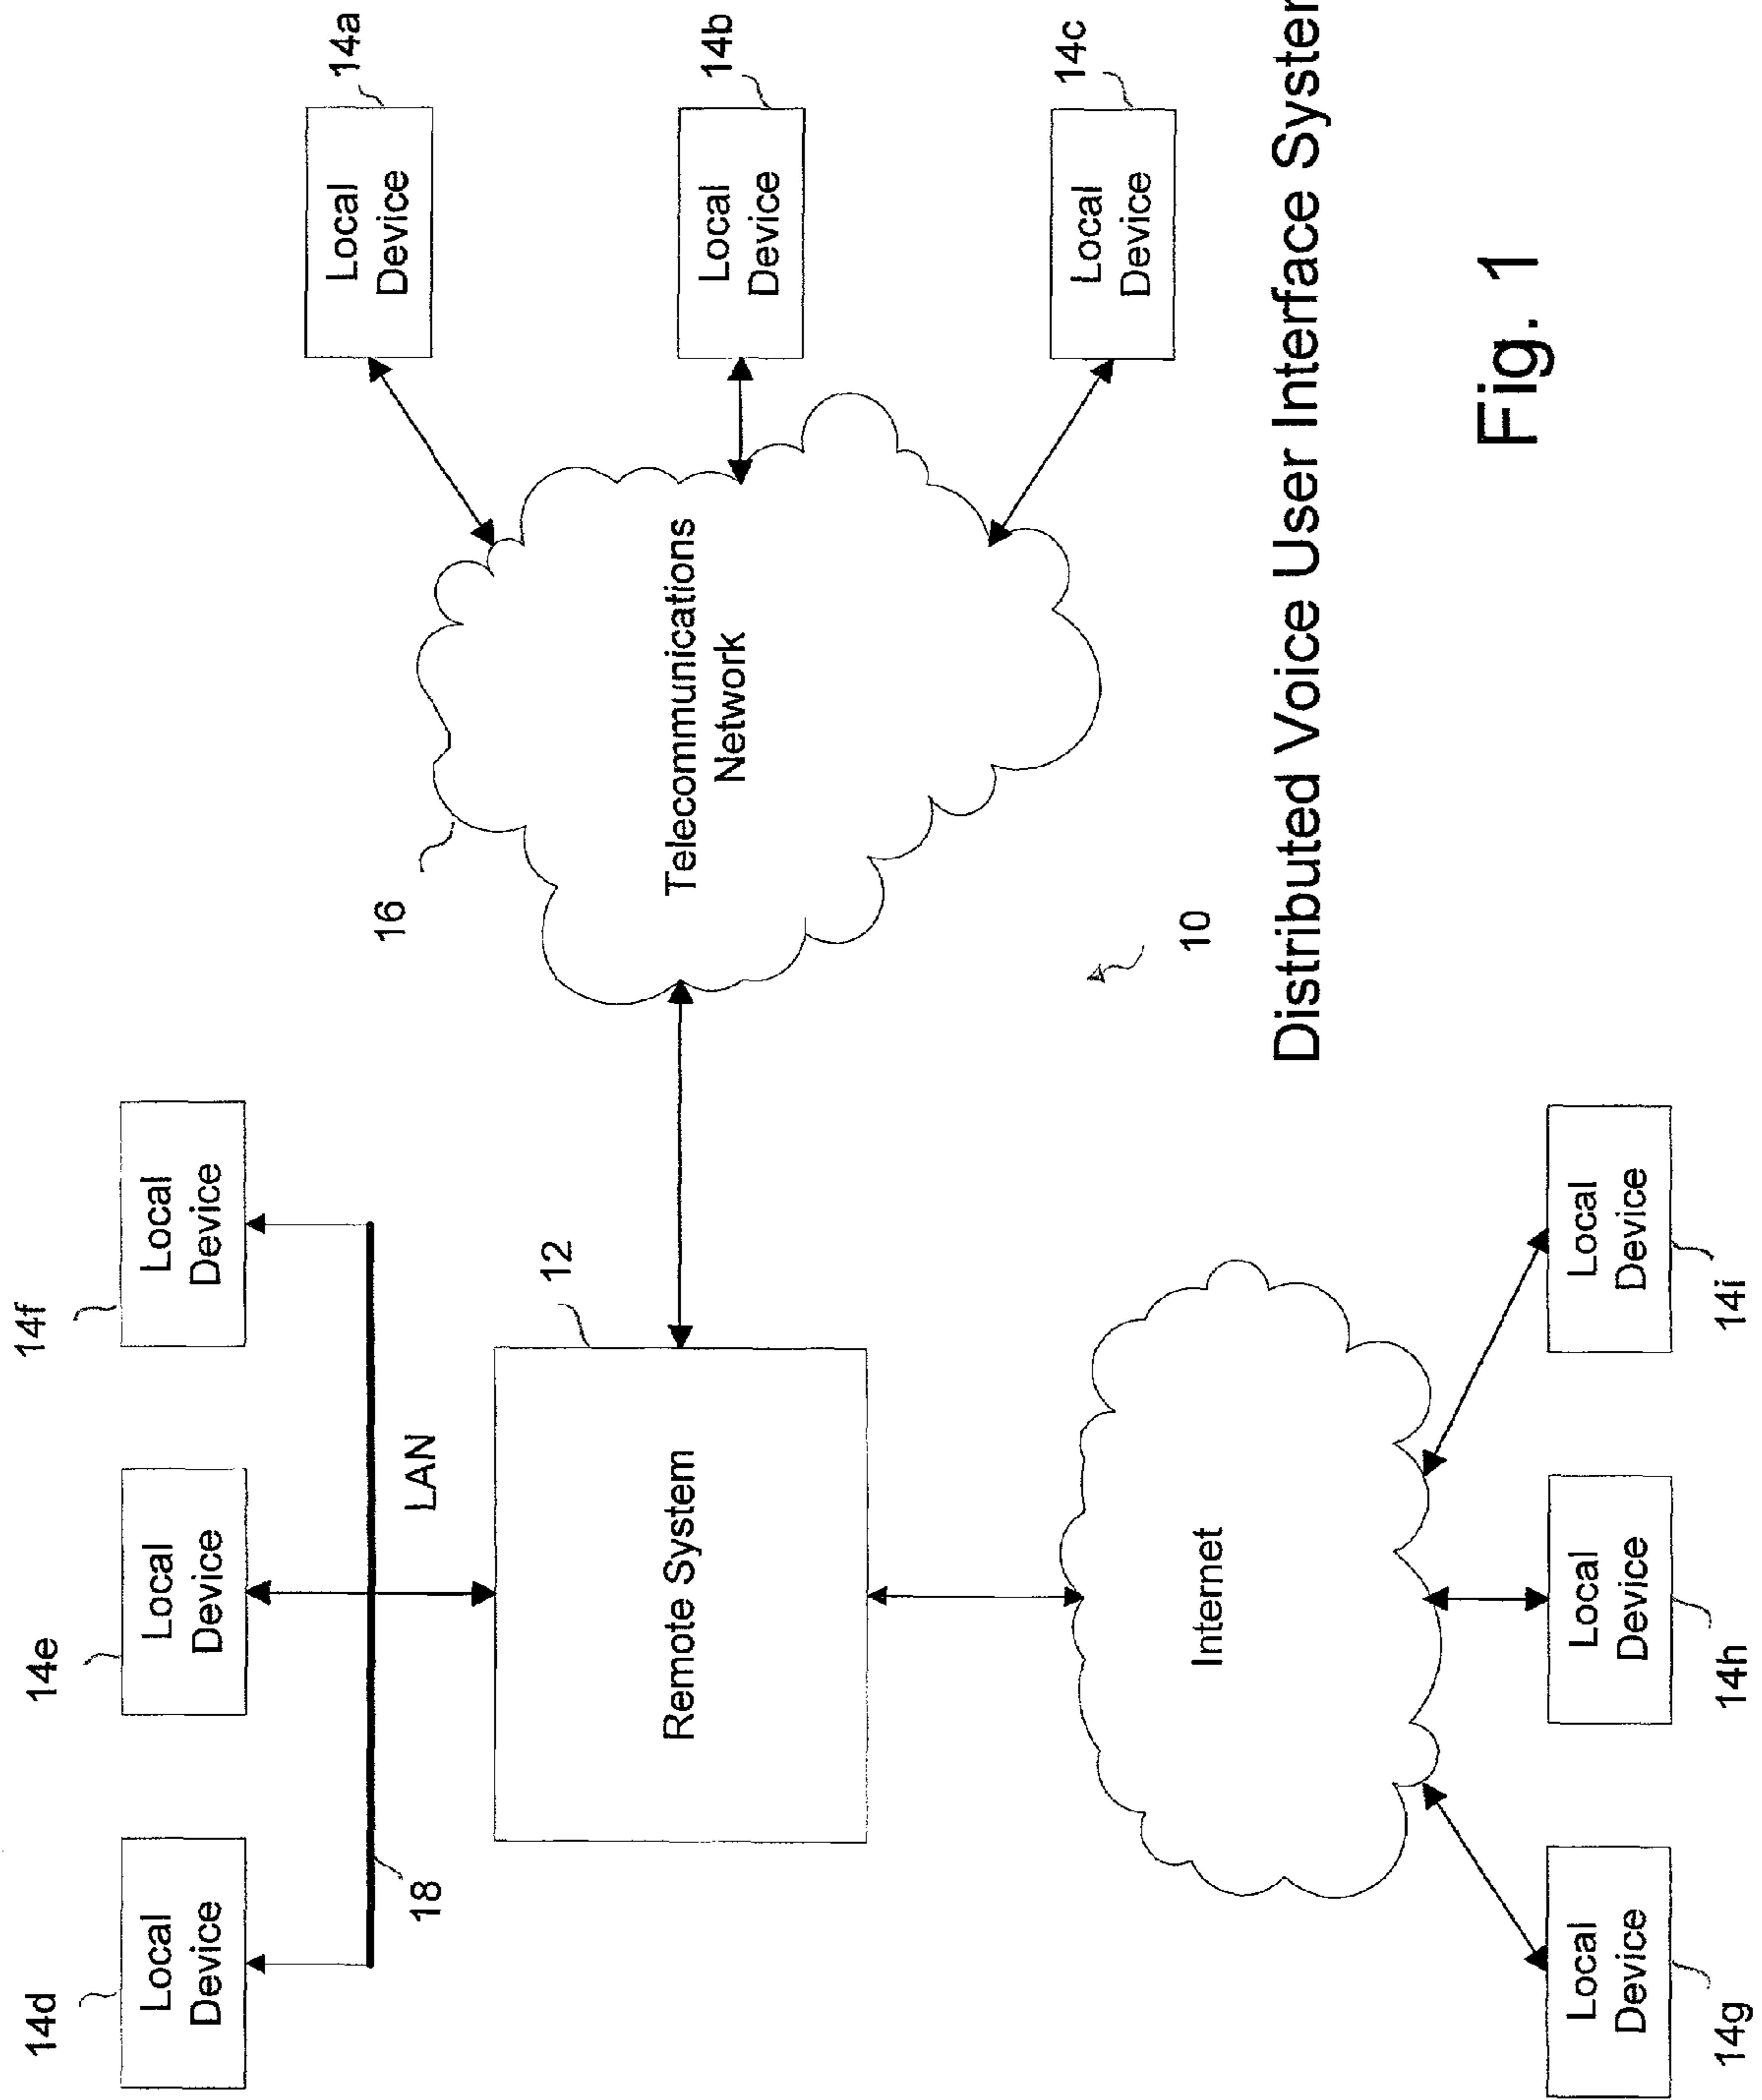 14d
14e
14f
Local
Device
Local
Device
Local
Device
14a
Local
Device
18
LAN
16
12
Remote System
Telecommunications
Network
14b
Local
Device
14c
Local
Device
10
Internet
Distributed Voice User Interface
Fig. 1
Local
Device
Local
Device
Local
Device
14g
14h
14i